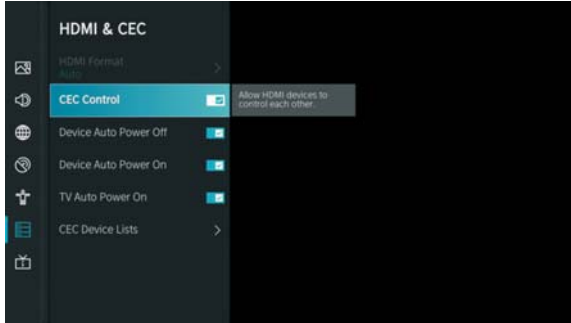 HDMI & CEC
HDMI Format
Auto
CEC Control
Allow HDMI devices to
control each other.
Device Auto Power Off
Device Auto Power On
TV Auto Power On
CEC Device Lists